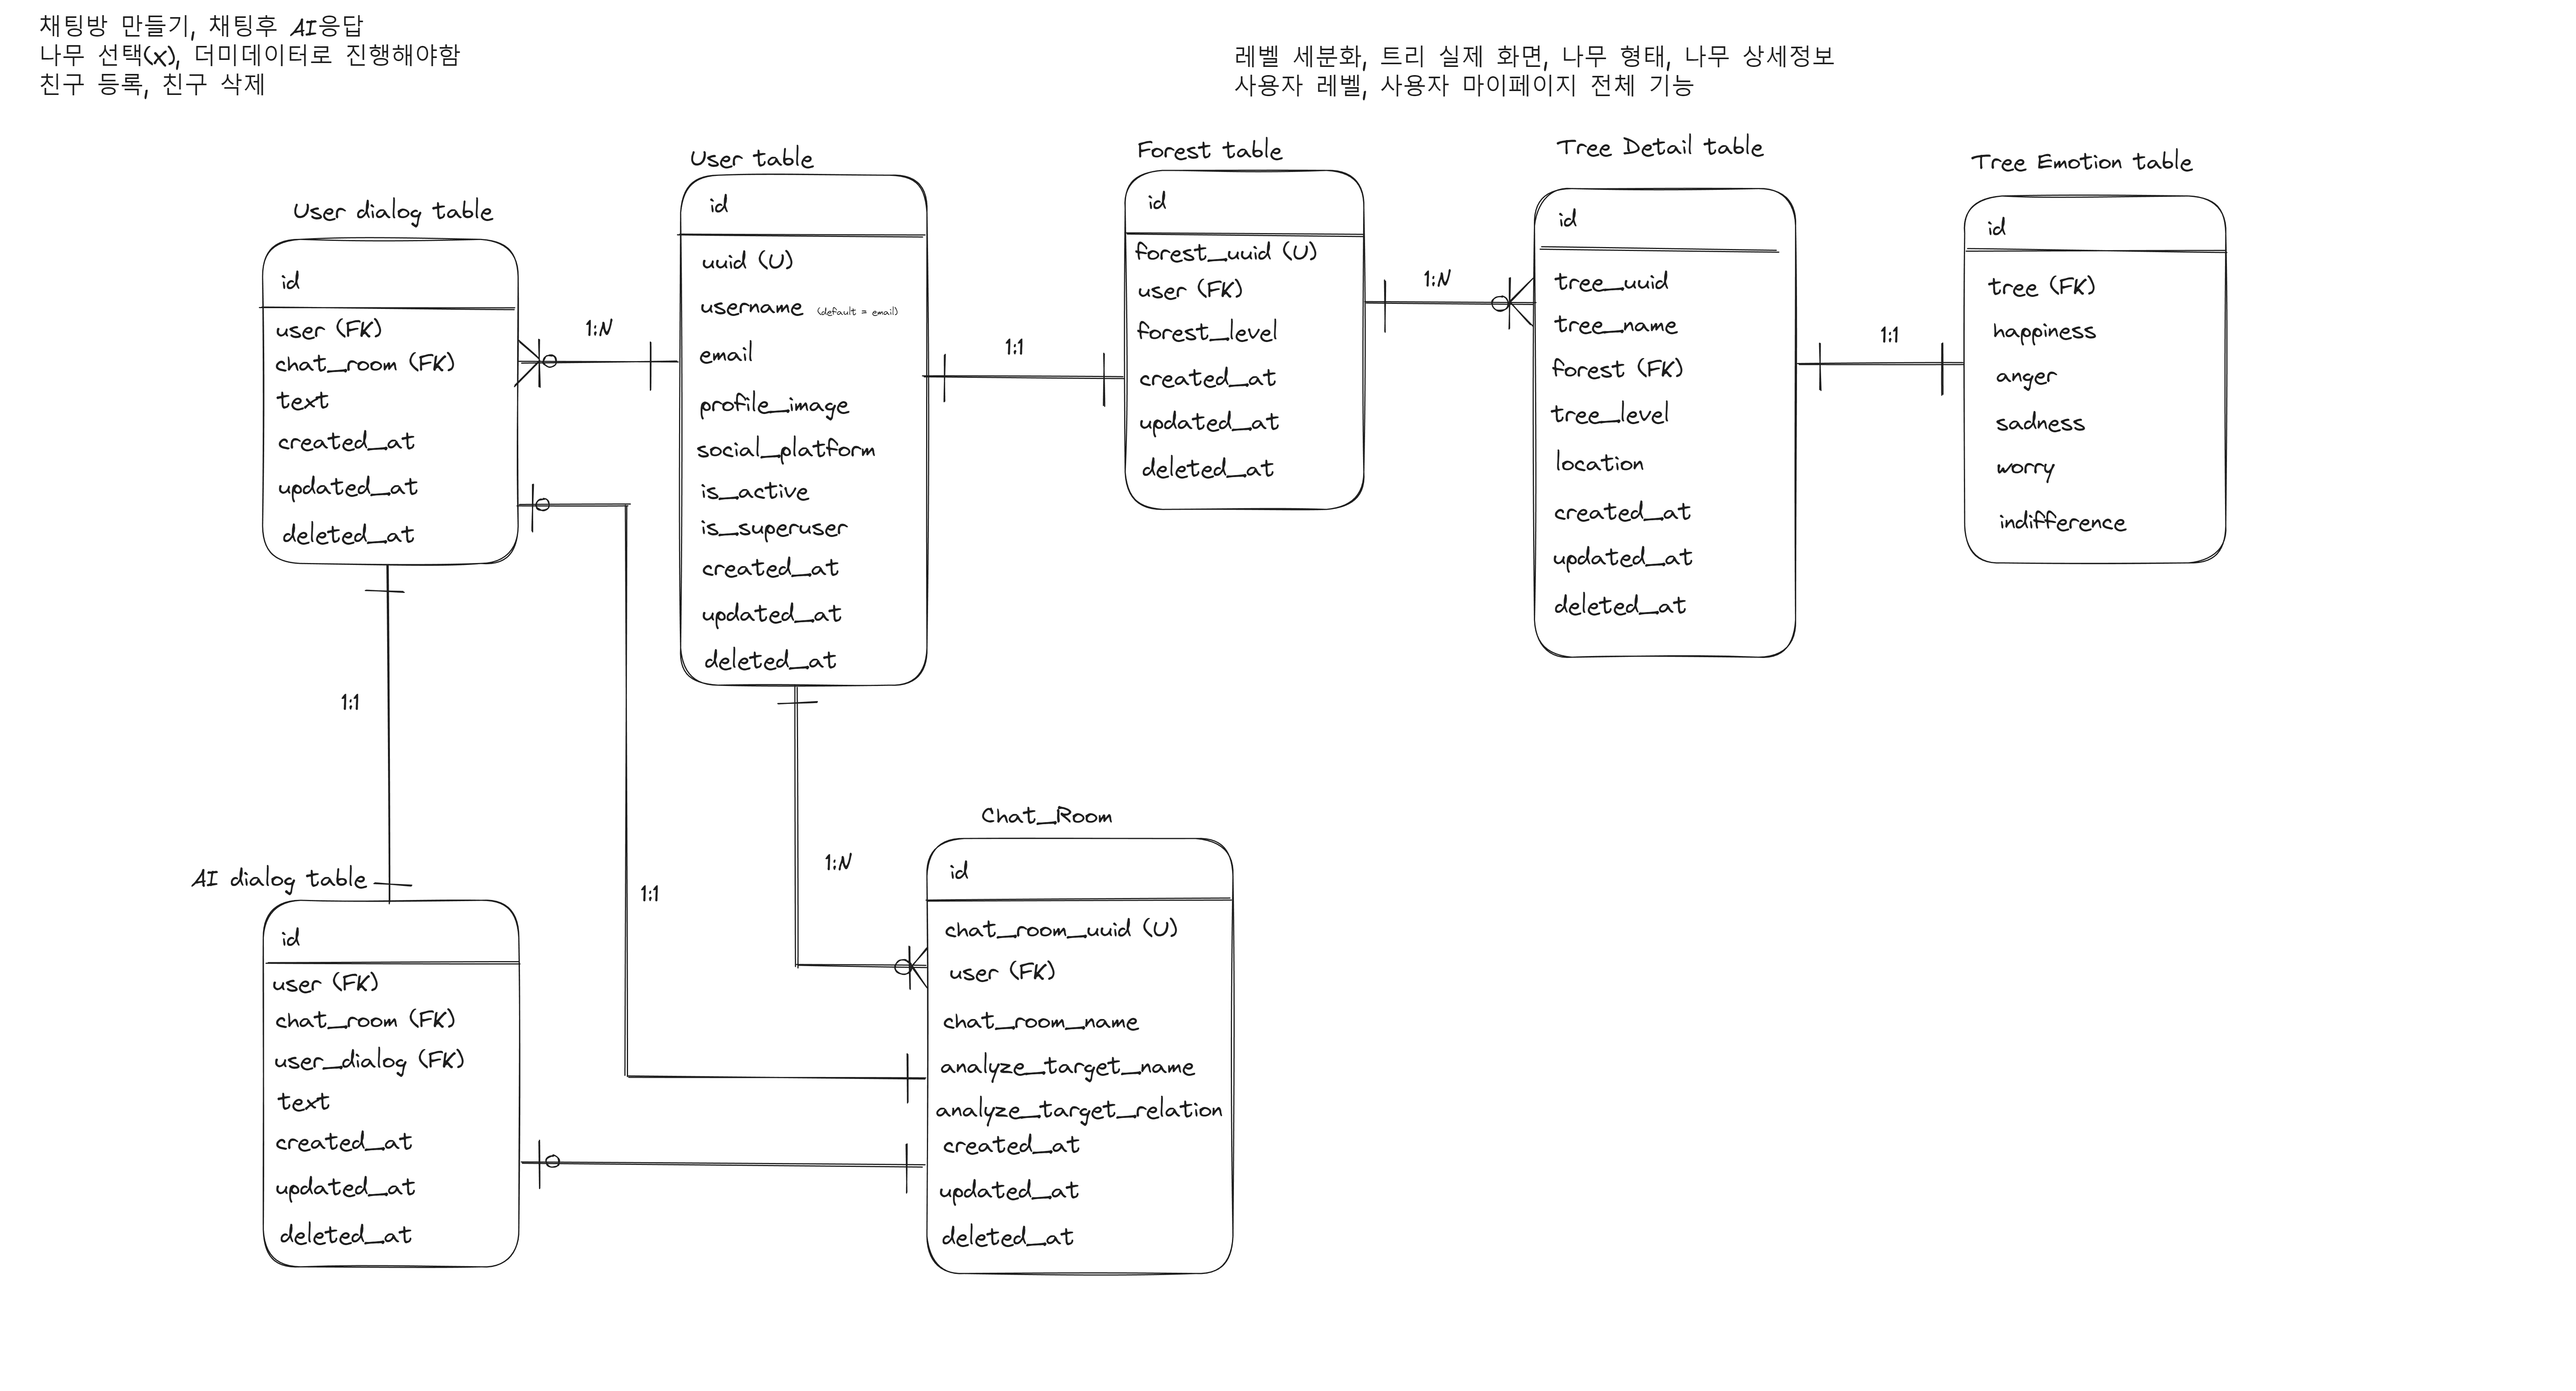 채팅방 만들기, 채팅후 AI응답
나무 선택(x), 더미데이터로 진행해야함
친구 등록, 친구 삭제
레벨 세분화, 트리 실제 화면, 나무 형태, 나무 상세정보
사용자 레벨, 사용자 마이페이지 전체 기능
User dialog table
id
user (FK)
chat_room (FK)
text
created_at
updated_at
deleted_at
1:N
User table
id
uuid (U)
username (default = email)
email
profile_image
social_platform
is_active
is_superuser
created_at
updated_at
deleted_at
1:1
Forest table
id
forest_uuid (U)
user (FK)
forest_level
created_at
updated_at
deleted_at
1:N
Tree Detail table
id
tree_uuid
tree_name
forest (FK)
tree_level
location
created_at
updated_at
deleted_at
1:1
Tree Emotion table
id
tree (FK)
happiness
anger
sadness
worry
indifference
1:1
AI dialog table
id
user (FK)
chat_room (FK)
user_dialog (FK)
text
created_at
updated_at
deleted_at
1:1
1:N
Chat_Room
id
chat_room_uuid (U)
user (FK)
chat_room_name
analyze_target_name
analyze_target_relation
created_at
updated_at
deleted_at